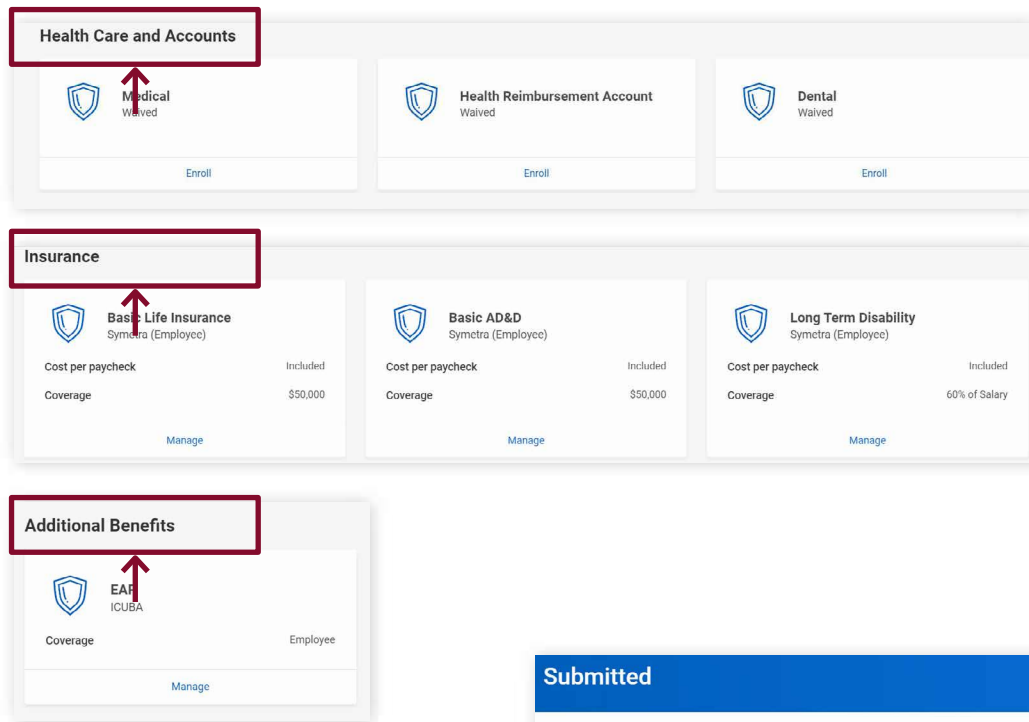 Health Care and Accounts
Medical
Waived
Enroll
Health Reimbursement Account
Waived
Enroll
Dental
Waived
Enroll
Insurance
Basic Life Insurance
Symetra (Employee)
Cost per paycheck Included
Coverage $50,000
Manage
Basic AD&D
Symetra (Employee)
Cost per paycheck Included
Coverage $50,000
Manage
Long Term Disability
Symetra (Employee)
Cost per paycheck Included
Coverage 60% of Salary
Manage
Additional Benefits
EAP
ICUBA
Coverage Employee
Manage
Submitted